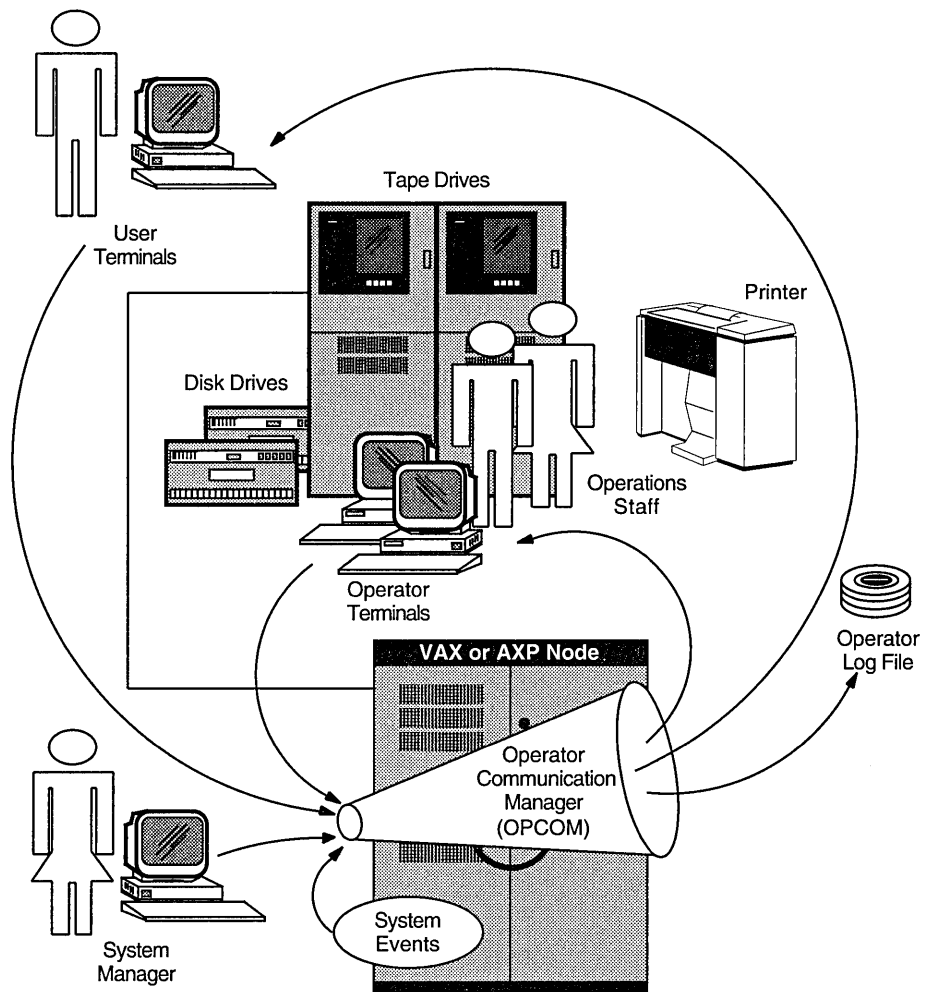 Tape Drives
User
Terminals
Printer
Disk Drives
Operations
Staff
Operator
Terminals
Operator
Log File
VAX or AXP Node
Operator
Communication
Manager
(OPCOM)
System
Events
System
Manager